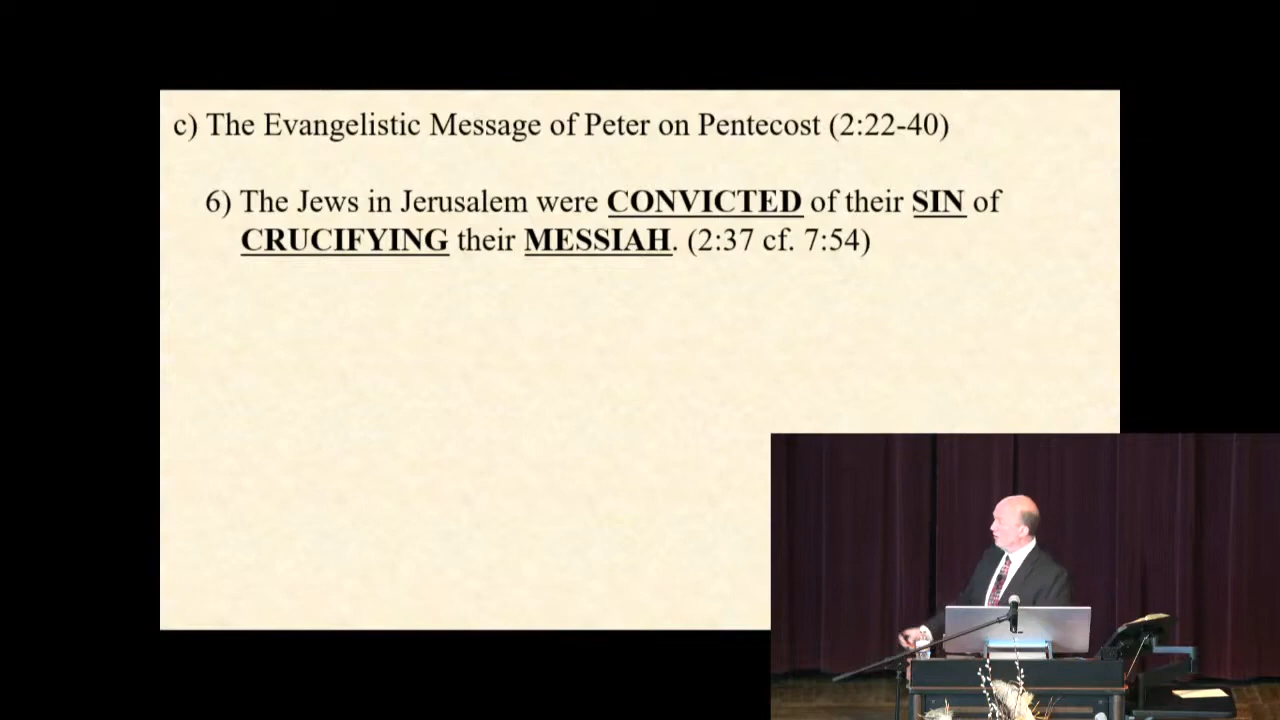 c) The Evangelistic Message of Peter on Pentecost (2:22-40)
6) The Jews in Jerusalem were CONVICTED of their SIN of
CRUCIFYING their MESSIAH. (2:37 cf. 7:54)